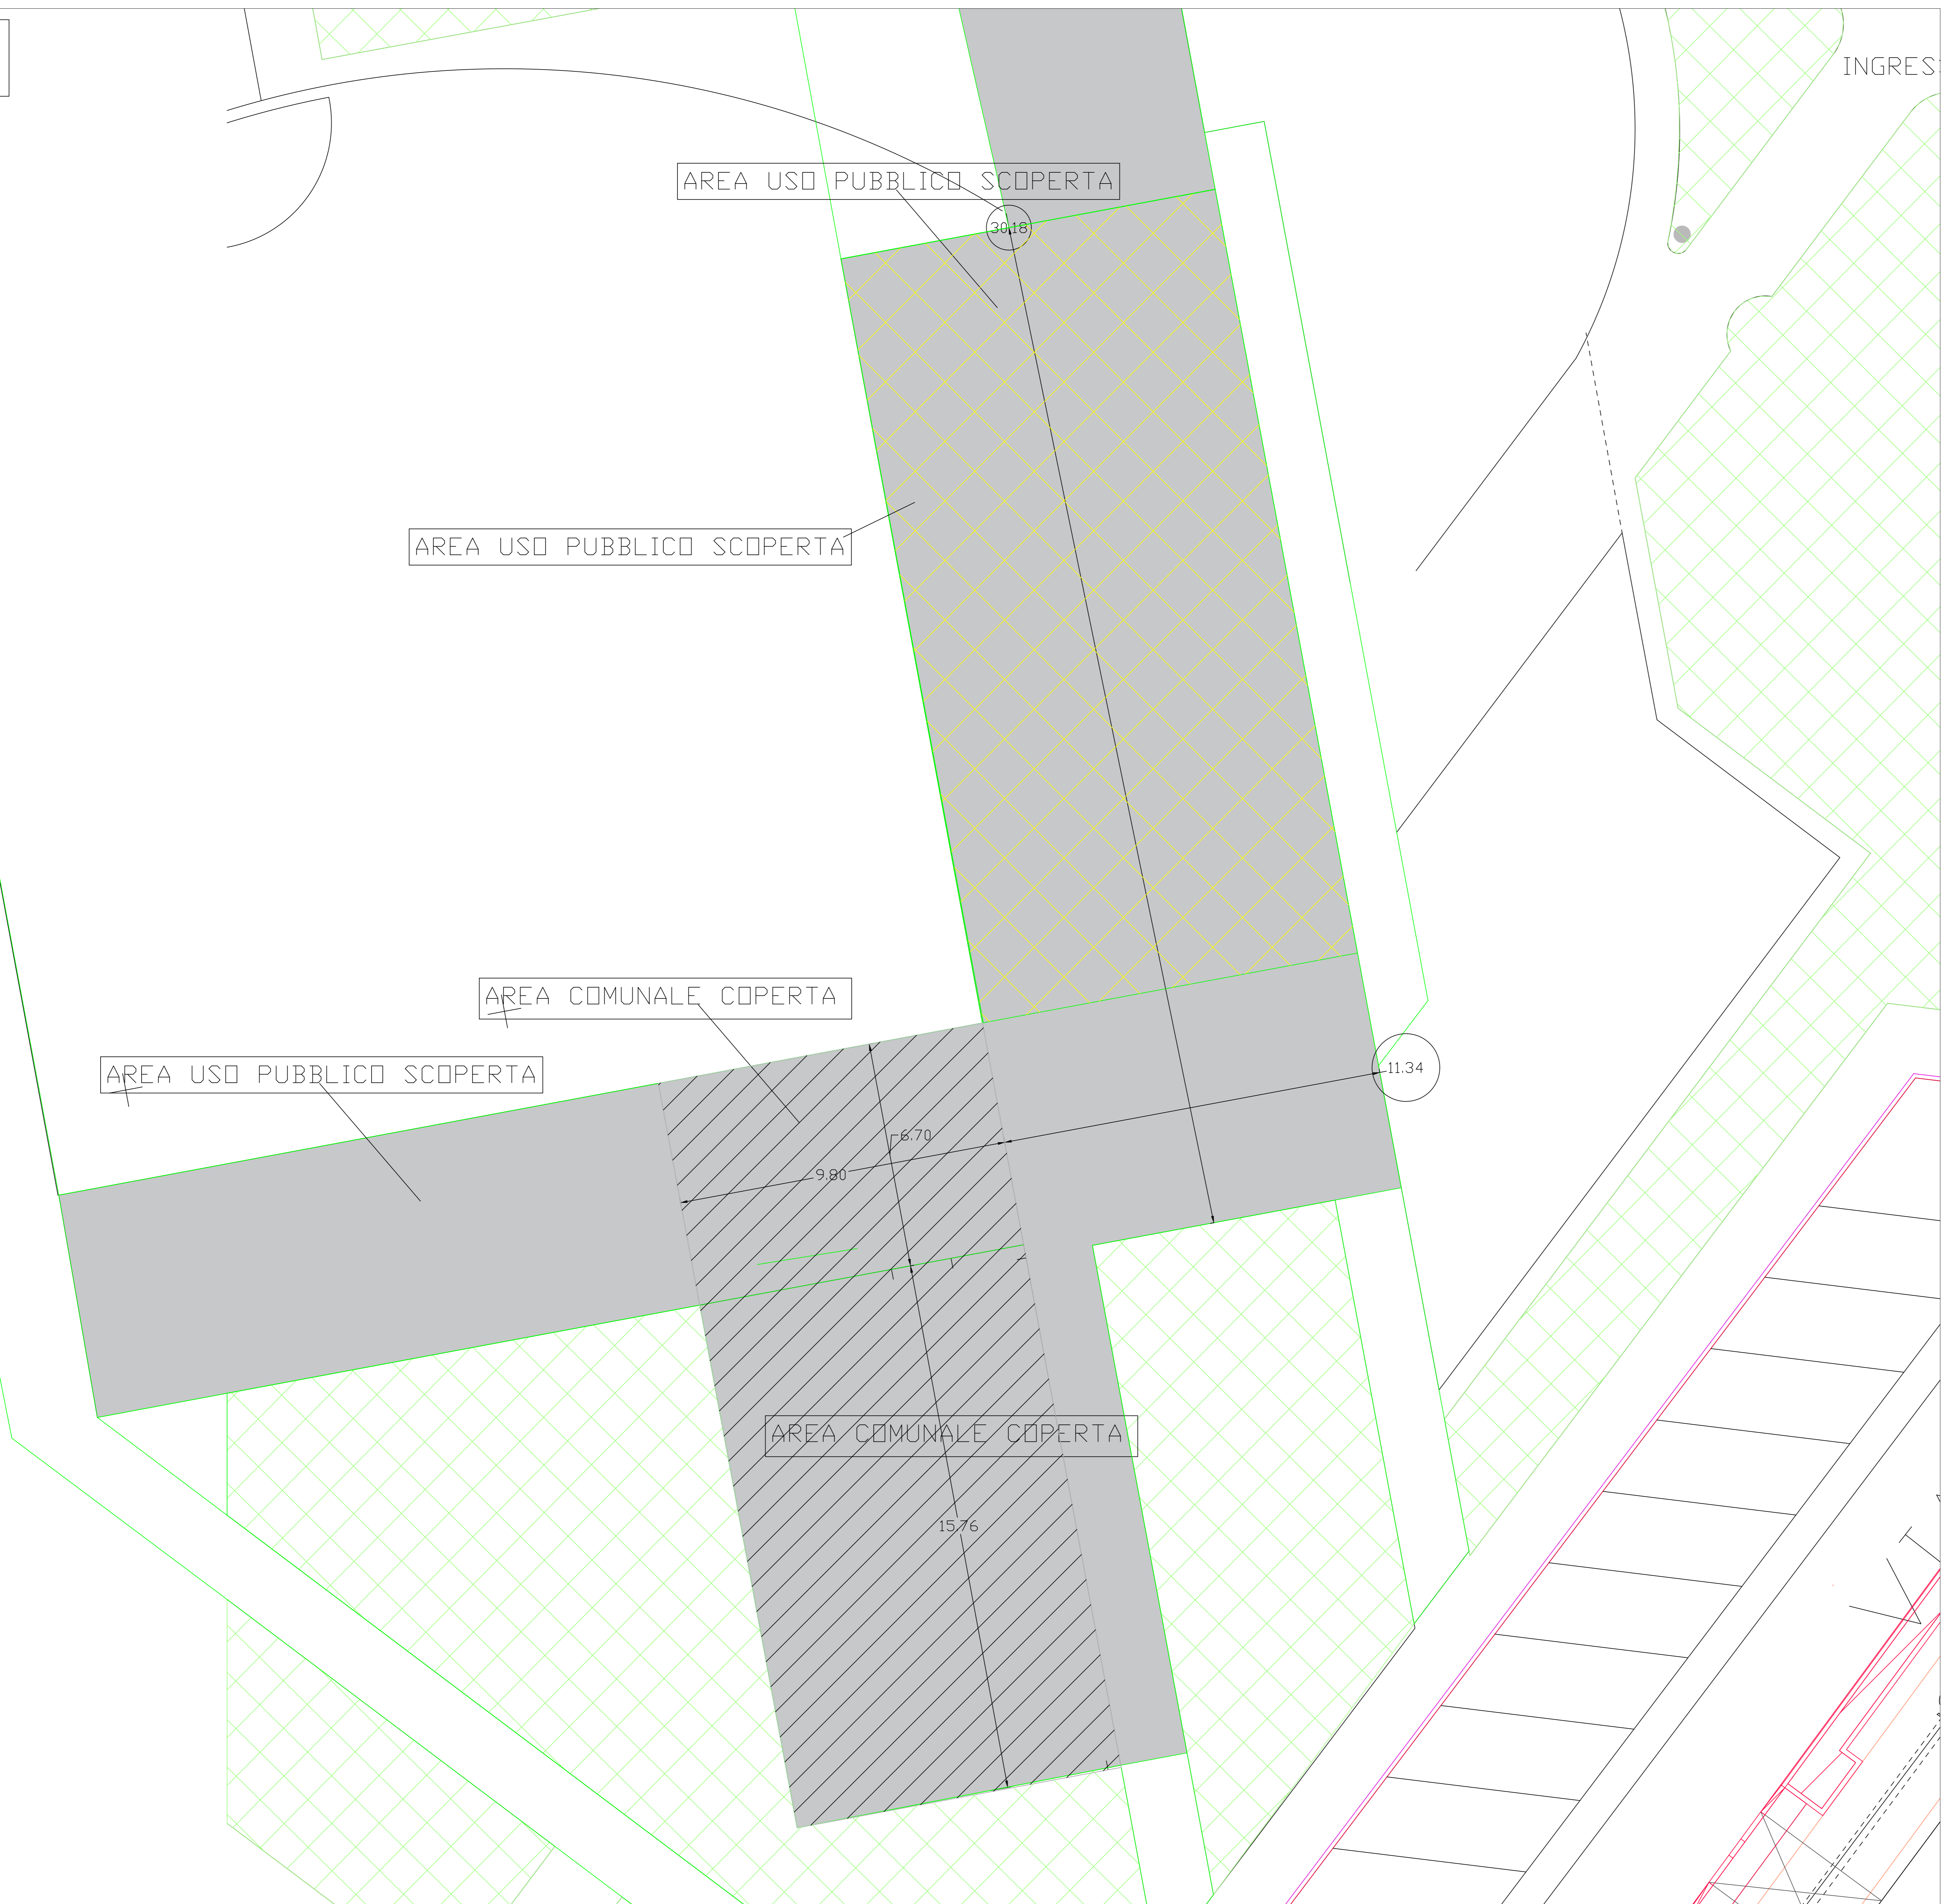 INGRES
AREA USO PUBBLICO SCOPERTA
30.18
AREA USO PUBBLICO SCOPERTA
AREA COMUNALE COPERTA
AREA USO PUBBLICO SCOPERTA
11.34
6.70
9.80
AREA COMUNALE COPERTA
15.76